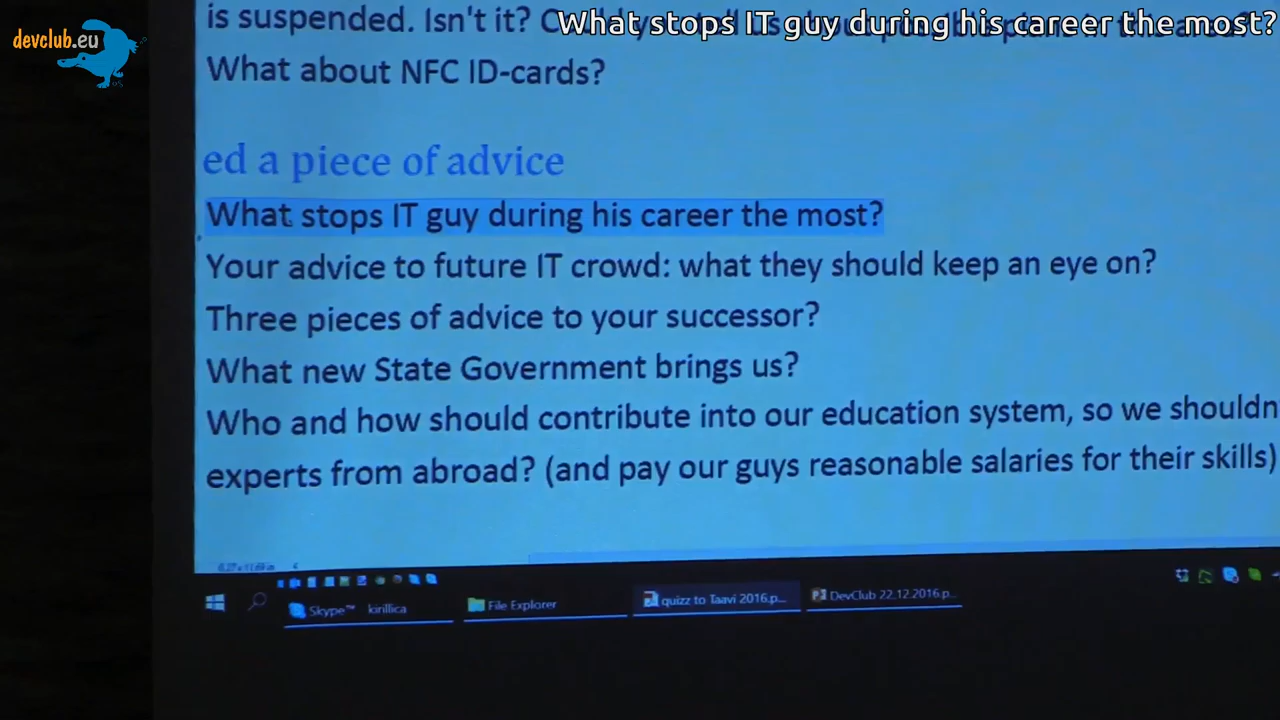 devclub.eu
What stops IT guy during his career the most?
is suspended. Isn't it?
What about NFC ID-cards?
ed a piece of advice
What stops IT guy during his career the most?
Your advice to future IT crowd: what they should keep an eye on?
Three pieces of advice to your successor?
What new State Government brings us?
Who and how should contribute into our education system, so we shouldn
experts from abroad? (and pay our guys reasonable salaries for their skills)
Skype™ kirillica
File Explorer
quizz to Taavi 2016.p...
DevClub 22.12.2016.p...